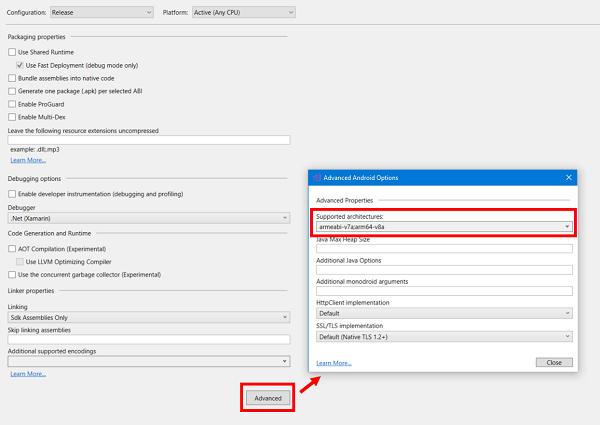 Configuration: Release Platform: Active (Any CPU)
Packaging properties
Use Shared Runtime
Use Fast Deployment (debug mode only)
Bundle assemblies into native code
Generate one package (.apk) per selected ABI
Enable ProGuard
Enable Multi-Dex
Leave the following resource extensions uncompressed
example: .dll;.mp3
Learn More...
Debugging options
Enable developer instrumentation (debugging and profiling)
Debugger
.Net (Xamarin)
Code Generation and Runtime
AOT Compilation (Experimental)
Use LLVM Optimizing Compiler
Use the concurrent garbage collector (Experimental)
Linker properties
Linking
Sdk Assemblies Only
Skip linking assemblies
Additional supported encodings
Learn More...
Advanced
Advanced Android Options
Advanced Properties
Supported architectures:
armeabi-v7a;arm64-v8a
Java Max Heap Size
Additional Java Options
Additional monodroid arguments
HttpClient implementation
Default
SSL/TLS implementation
Default (Native TLS 1.2+)
Learn More...
Close